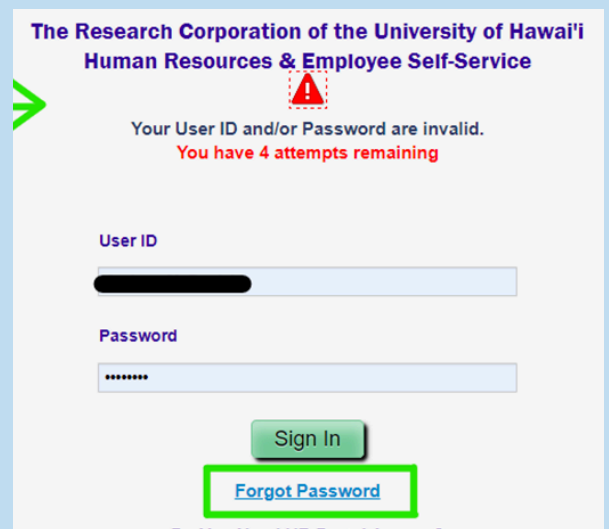 The Research Corporation of the University of Hawai'i
Human Resources & Employee Self-Service
Your User ID and/or Password are invalid.
You have 4 attempts remaining
User ID
Password
••••••••
Sign In
Forgot Password